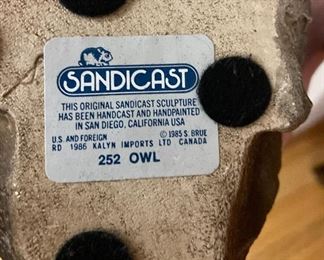 SANDICAST
THIS ORIGINAL SANDICAST SCULPTURE
HAS BEEN HANDCAST AND HANDPAINTED
IN SAN DIEGO, CALIFORNIA USA
U.S. AND FOREIGN © 1985 S. BRUE
RD 1986 KALYN IMPORTS LTD CANADA
252 OWL